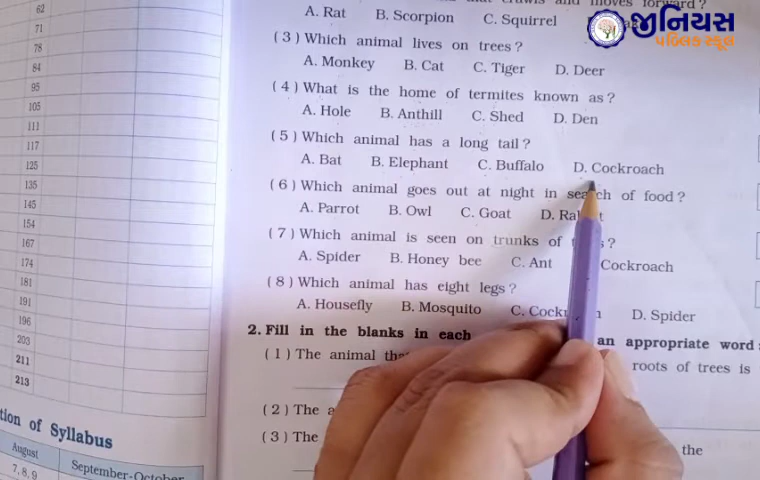 જીનિયસ
પબ્લિક સ્કૂલ
crawls and moves forward ?
A. Rat B. Scorpion C. Squirrel
( 3 ) Which animal lives on trees ?
A. Monkey B. Cat C. Tiger D. Deer
( 4 ) What is the home of termites known as ?
A. Hole B. Anthill C. Shed D. Den
( 5 ) Which animal has a long tail ?
A. Bat B. Elephant C. Buffalo D. Cockroach
( 6 ) Which animal goes out at night in search of food ?
A. Parrot B. Owl C. Goat D.
( 7 ) Which animal is seen on trunks of ?
A. Spider B. Honey bee C. Ant Cockroach
( 8 ) Which animal has eight legs ?
A. Housefly B. Mosquito C. D. Spider
2. Fill in the blanks in each an appropriate word
( 1 ) The animal roots of trees is
( 2 ) The
( 3 ) The the
62
71
78
84
95
105
111
117
125
135
145
154
167
174
181
191
196
203
211
213
of Syllabus
August September-October
7, 8, 9